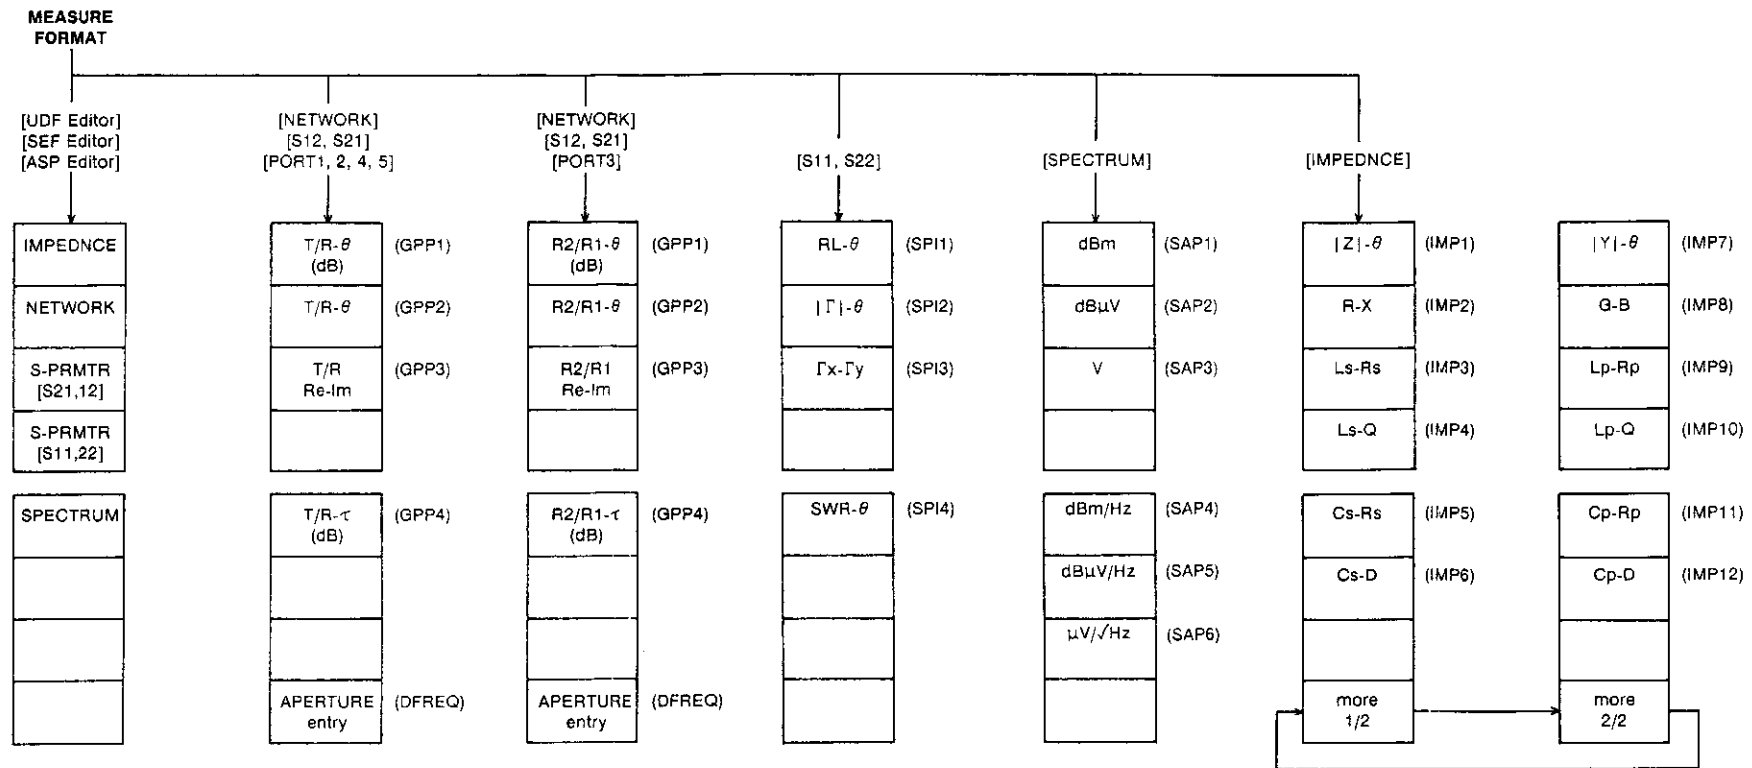 MEASURE
FORMAT
[UDF Editor]
[SEF Editor]
[ASP Editor]
[NETWORK]
[S12, S21]
[PORT1, 2, 4, 5]
[NETWORK]
[S12, S21]
[PORT3]
[S11, S22]
[SPECTRUM]
[IMPEDNCE]
IMPEDNCE
NETWORK
S-PRMTR
[S21,12]
S-PRMTR
[S11,22]
SPECTRUM
T/R-θ (GPP1)
(dB)
T/R-θ (GPP2)
T/R (GPP3)
Re-Im
T/R-τ (GPP4)
(dB)
APERTURE (DFREQ)
entry
R2/R1-θ (GPP1)
(dB)
R2/R1-θ (GPP2)
R2/R1 (GPP3)
Re-Im
R2/R1-τ (GPP4)
(dB)
APERTURE (DFREQ)
entry
RL-θ (SPI1)
|Γ|-θ (SPI2)
Γx-Γy (SPI3)
SWR-θ (SPI4)
dBm (SAP1)
dBμV (SAP2)
V (SAP3)
dBm/Hz (SAP4)
dBμV/Hz (SAP5)
μV/√Hz (SAP6)
|Z|-θ (IMP1)
R-X (IMP2)
Ls-Rs (IMP3)
Ls-Q (IMP4)
Cs-Rs (IMP5)
Cs-D (IMP6)
more
1/2
|Y|-θ (IMP7)
G-B (IMP8)
Lp-Rp (IMP9)
Lp-Q (IMP10)
Cp-Rp (IMP11)
Cp-D (IMP12)
more
2/2